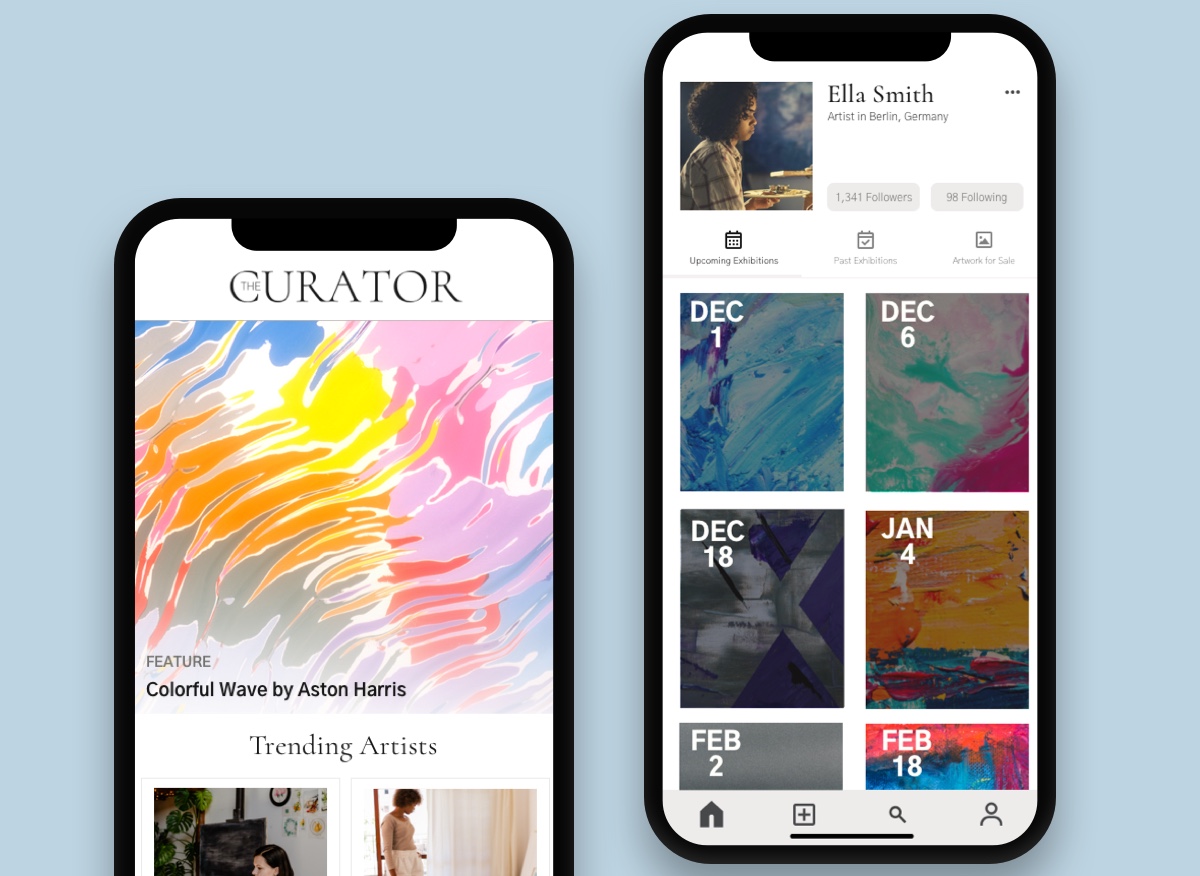 THE CURATOR
FEATURE
Colorful Wave by Aston Harris
Trending Artists
Ella Smith
Artist in Berlin, Germany
1,341 Followers
98 Following
Upcoming Exhibitions
Past Exhibitions
Artwork for Sale
DEC
1
DEC
6
DEC
18
JAN
4
FEB
2
FEB
18